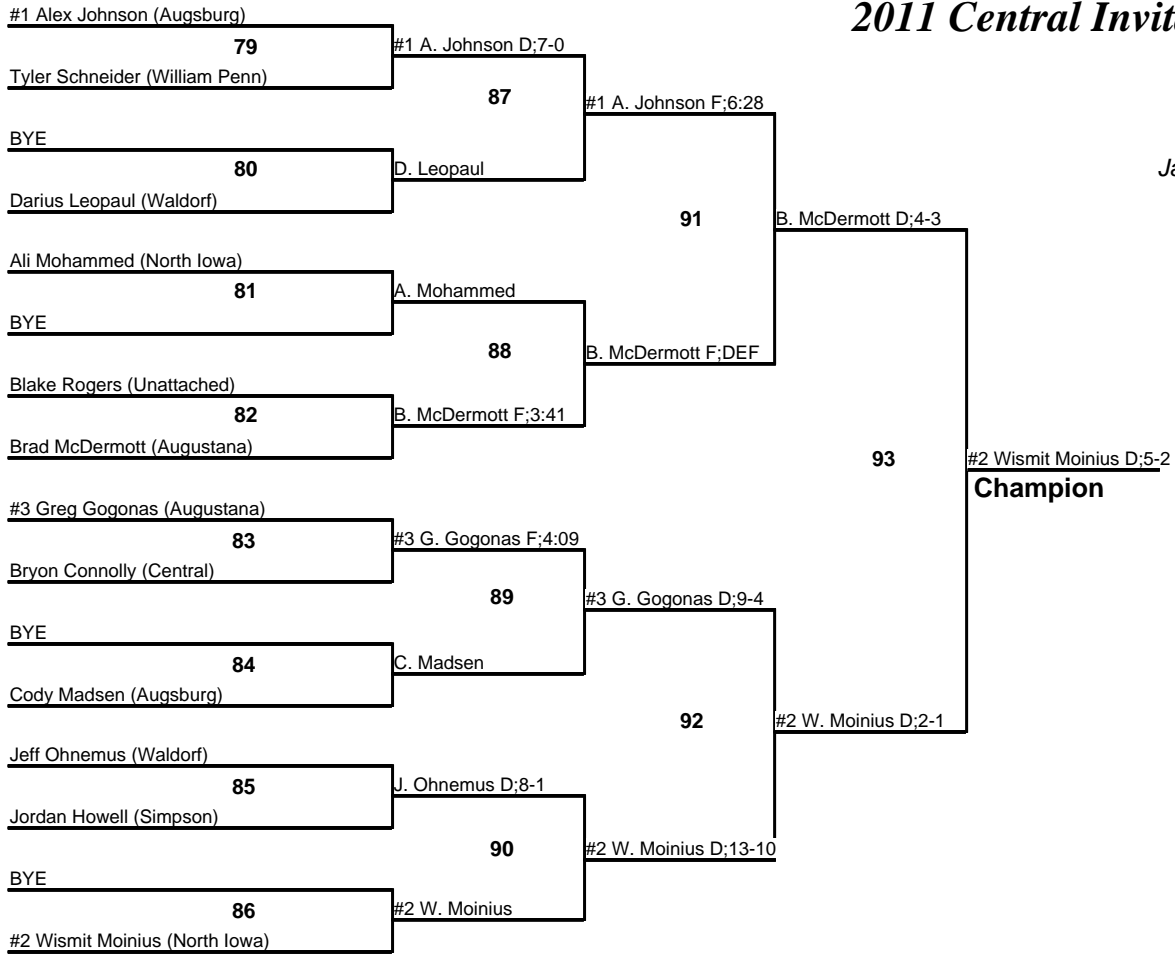 2011 Central Invit
#1 Alex Johnson (Augsburg)
79
#1 A. Johnson D;7-0
Tyler Schneider (William Penn)
87
#1 A. Johnson F;6:28
BYE
80
D. Leopaul
Ja
Darius Leopaul (Waldorf)
91
B. McDermott D;4-3
Ali Mohammed (North Iowa)
81
A. Mohammed
BYE
88
B. McDermott F;DEF
Blake Rogers (Unattached)
82
B. McDermott F;3:41
Brad McDermott (Augustana)
93
#2 Wismit Moinius D;5-2
Champion
#3 Greg Gogonas (Augustana)
83
#3 G. Gogonas F;4:09
Bryon Connolly (Central)
89
#3 G. Gogonas D;9-4
BYE
84
C. Madsen
Cody Madsen (Augsburg)
92
#2 W. Moinius D;2-1
Jeff Ohnemus (Waldorf)
85
J. Ohnemus D;8-1
Jordan Howell (Simpson)
90
#2 W. Moinius D;13-10
BYE
86
#2 W. Moinius
#2 Wismit Moinius (North Iowa)